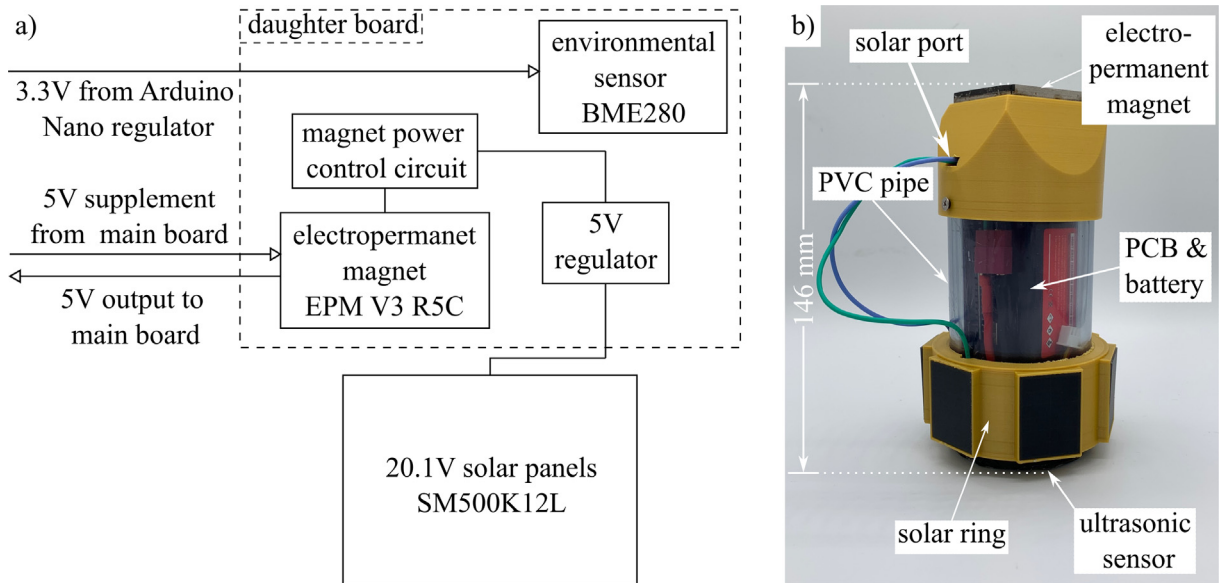 a)
daughter board
environmental
sensor
BME280
3.3V from Arduino
Nano regulator
magnet power
control circuit
5V supplement
from main board
electropermanet
magnet
EPM V3 R5C
5V
regulator
5V output to
main board
20.1V solar panels
SM500K12L
b)
solar port
electro-
permanent
magnet
PVC pipe
146 mm
PCB &
battery
solar ring
ultrasonic
sensor